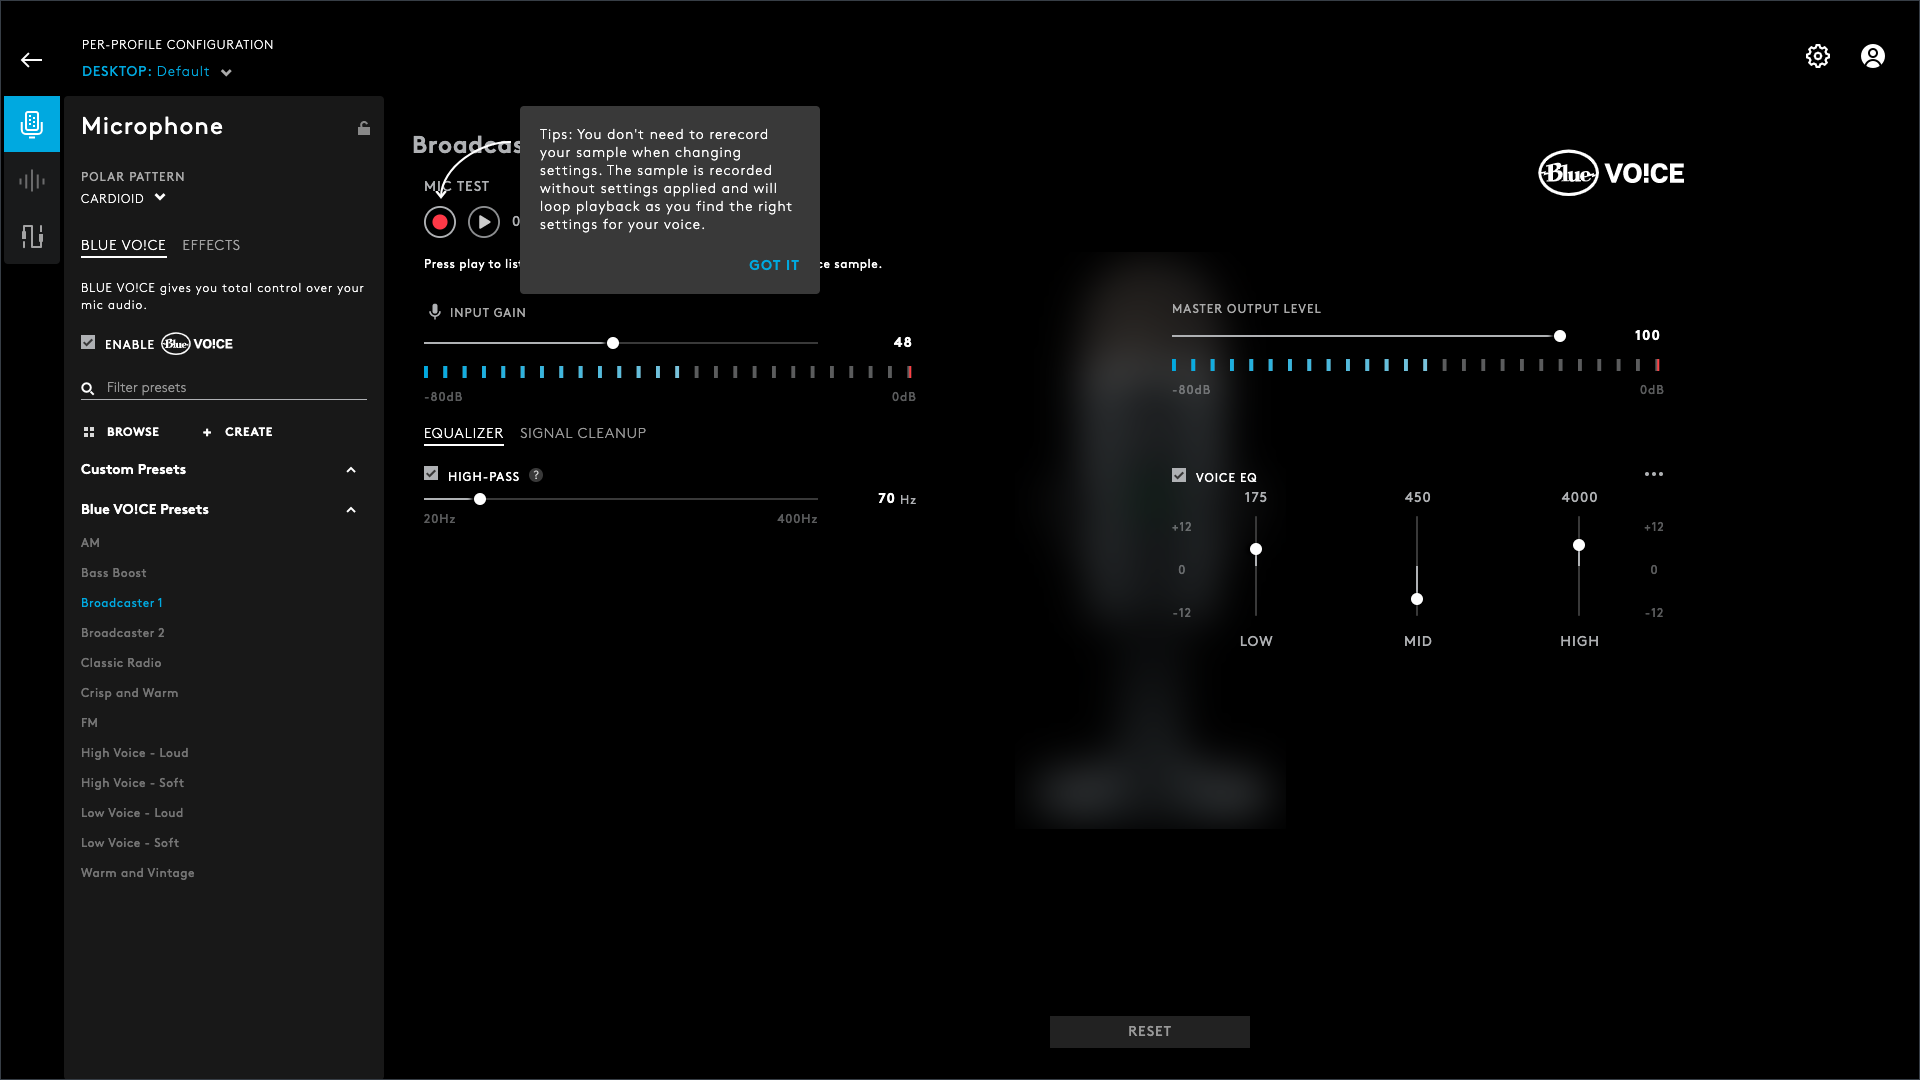 PER-PROFILE CONFIGURATION
DESKTOP: Default
Microphone
POLAR PATTERN
CARDIOID
BLUE VO!CE EFFECTS
BLUE VO!CE gives you total control over your
mic audio.
ENABLE Blue VO!CE
Filter presets
BROWSE + CREATE
Custom Presets
Blue VO!CE Presets
AM
Bass Boost
Broadcaster 1
Broadcaster 2
Classic Radio
Crisp and Warm
FM
High Voice - Loud
High Voice - Soft
Low Voice - Loud
Low Voice - Soft
Warm and Vintage
Broadcas
MIC TEST
0
Press play to list
ce sample.
Tips: You don't need to rerecord
your sample when changing
settings. The sample is recorded
without settings applied and will
loop playback as you find the right
settings for your voice.
GOT IT
INPUT GAIN
48
-80dB 0dB
EQUALIZER SIGNAL CLEANUP
HIGH-PASS ?
70 Hz
20Hz 400Hz
Blue VO!CE
MASTER OUTPUT LEVEL
100
-80dB 0dB
VOICE EQ
175 450 4000
+12 +12
0 0
-12 -12
LOW MID HIGH
RESET